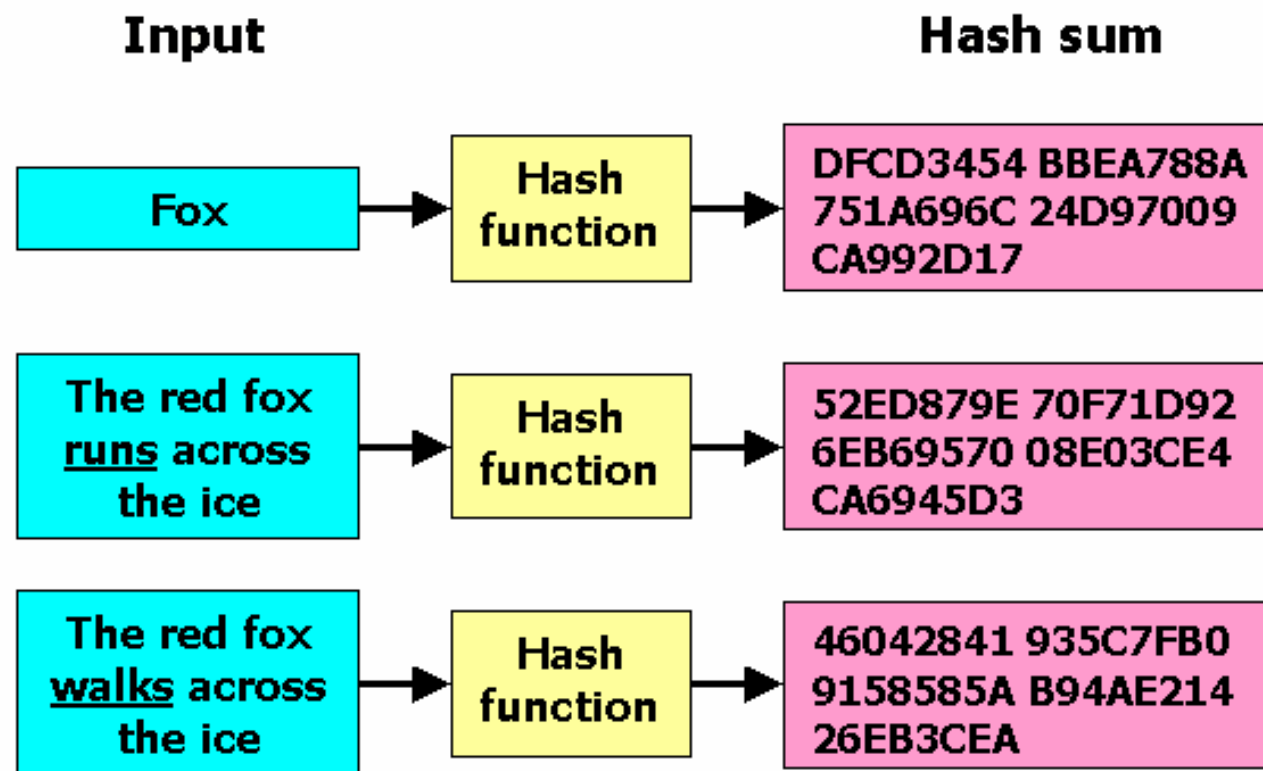 Input
Hash sum
Fox
Hash
function
DFCD3454 BBEA788A
751A696C 24D97009
CA992D17
The red fox
runs across
the ice
Hash
function
52ED879E 70F71D92
6EB69570 08E03CE4
CA6945D3
The red fox
walks across
the ice
Hash
function
46042841 935C7FB0
9158585A B94AE214
26EB3CEA